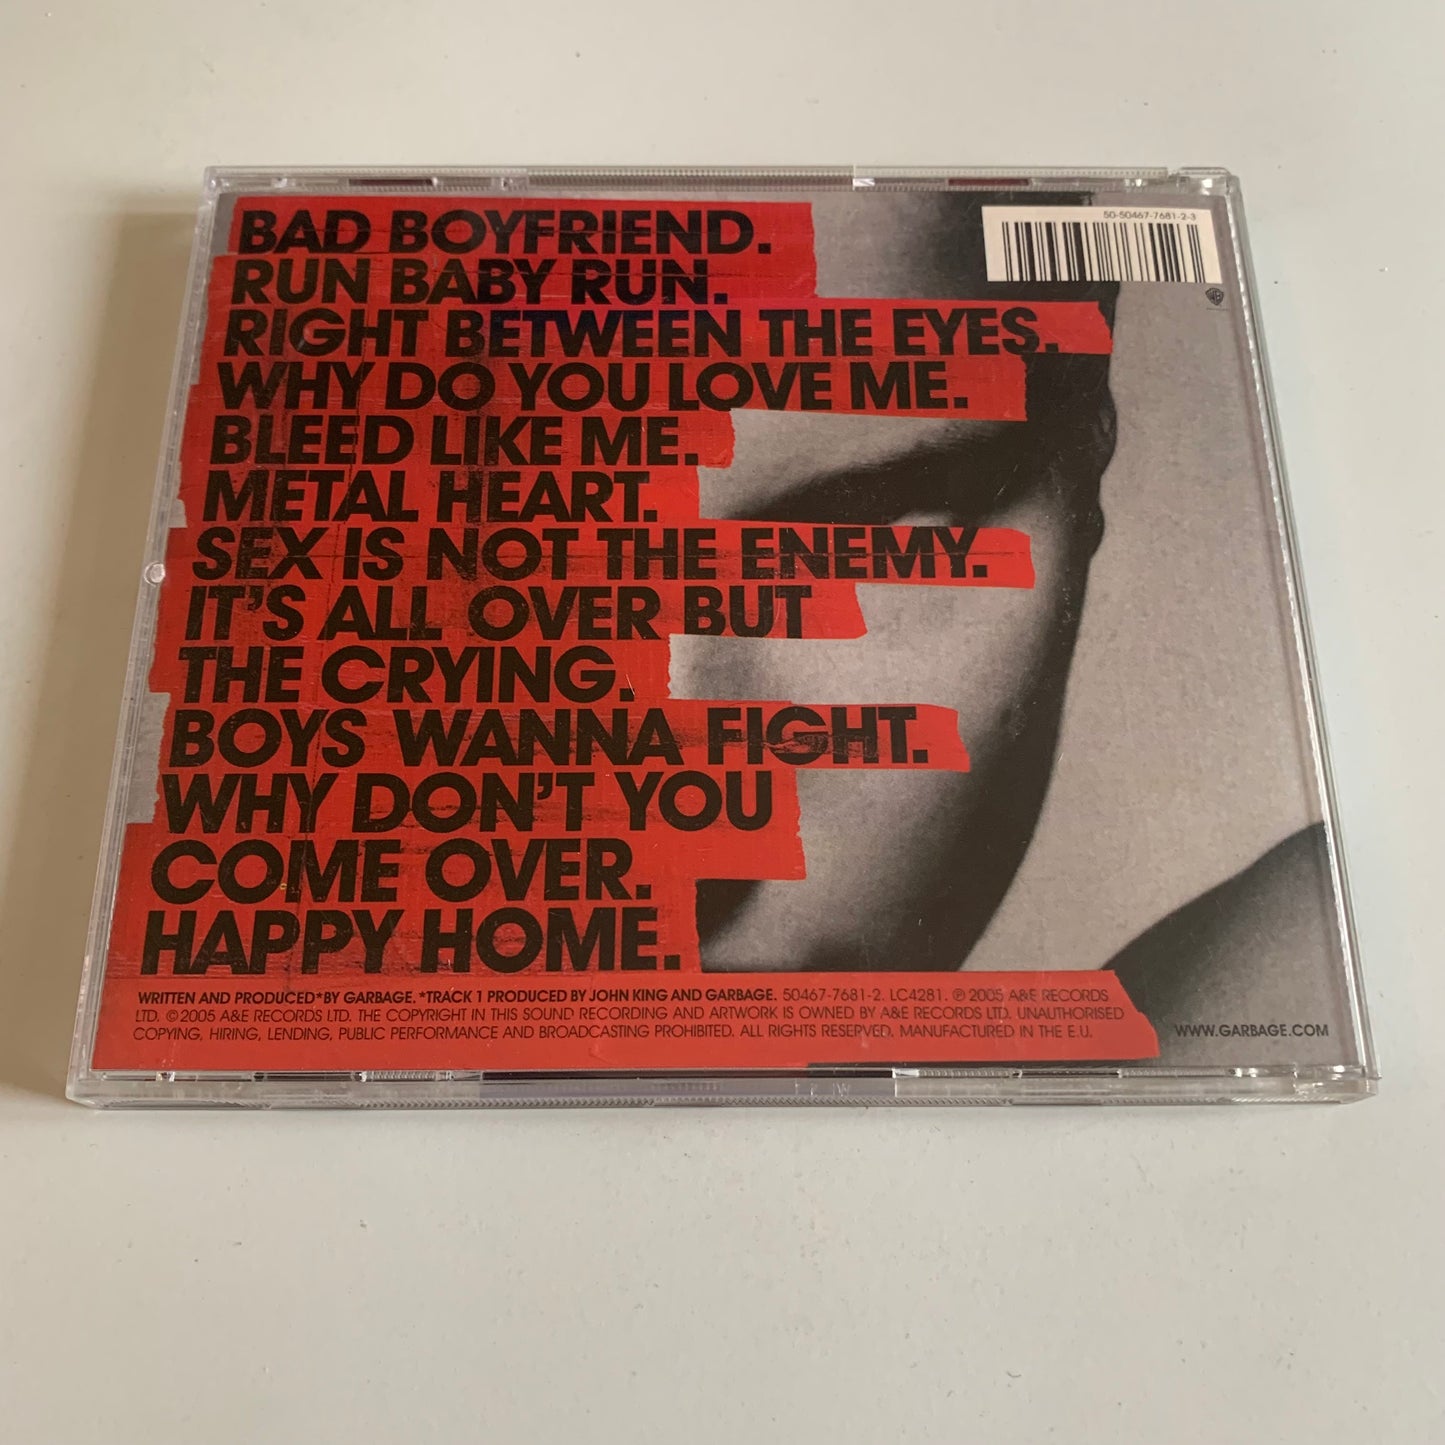 50-50467-7681-2-3
BAD BOYFRIEND.
RUN BABY RUN.
RIGHT BETWEEN THE EYES.
WHY DO YOU LOVE ME.
BLEED LIKE ME.
METAL HEART.
SEX IS NOT THE ENEMY.
IT'S ALL OVER BUT
THE CRYING.
BOYS WANNA FIGHT.
WHY DON'T YOU
COME OVER.
HAPPY HOME.
WRITTEN AND PRODUCED*BY GARBAGE. *TRACK 1 PRODUCED BY JOHN KING AND GARBAGE. 50467-7681-2. LC4281. ℗ 2005 A&E RECORDS
LTD. © 2005 A&E RECORDS LTD. THE COPYRIGHT IN THIS SOUND RECORDING AND ARTWORK IS OWNED BY A&E RECORDS LTD. UNAUTHORISED
COPYING, HIRING, LENDING, PUBLIC PERFORMANCE AND BROADCASTING PROHIBITED. ALL RIGHTS RESERVED. MANUFACTURED IN THE E.U.
WWW.GARBAGE.COM